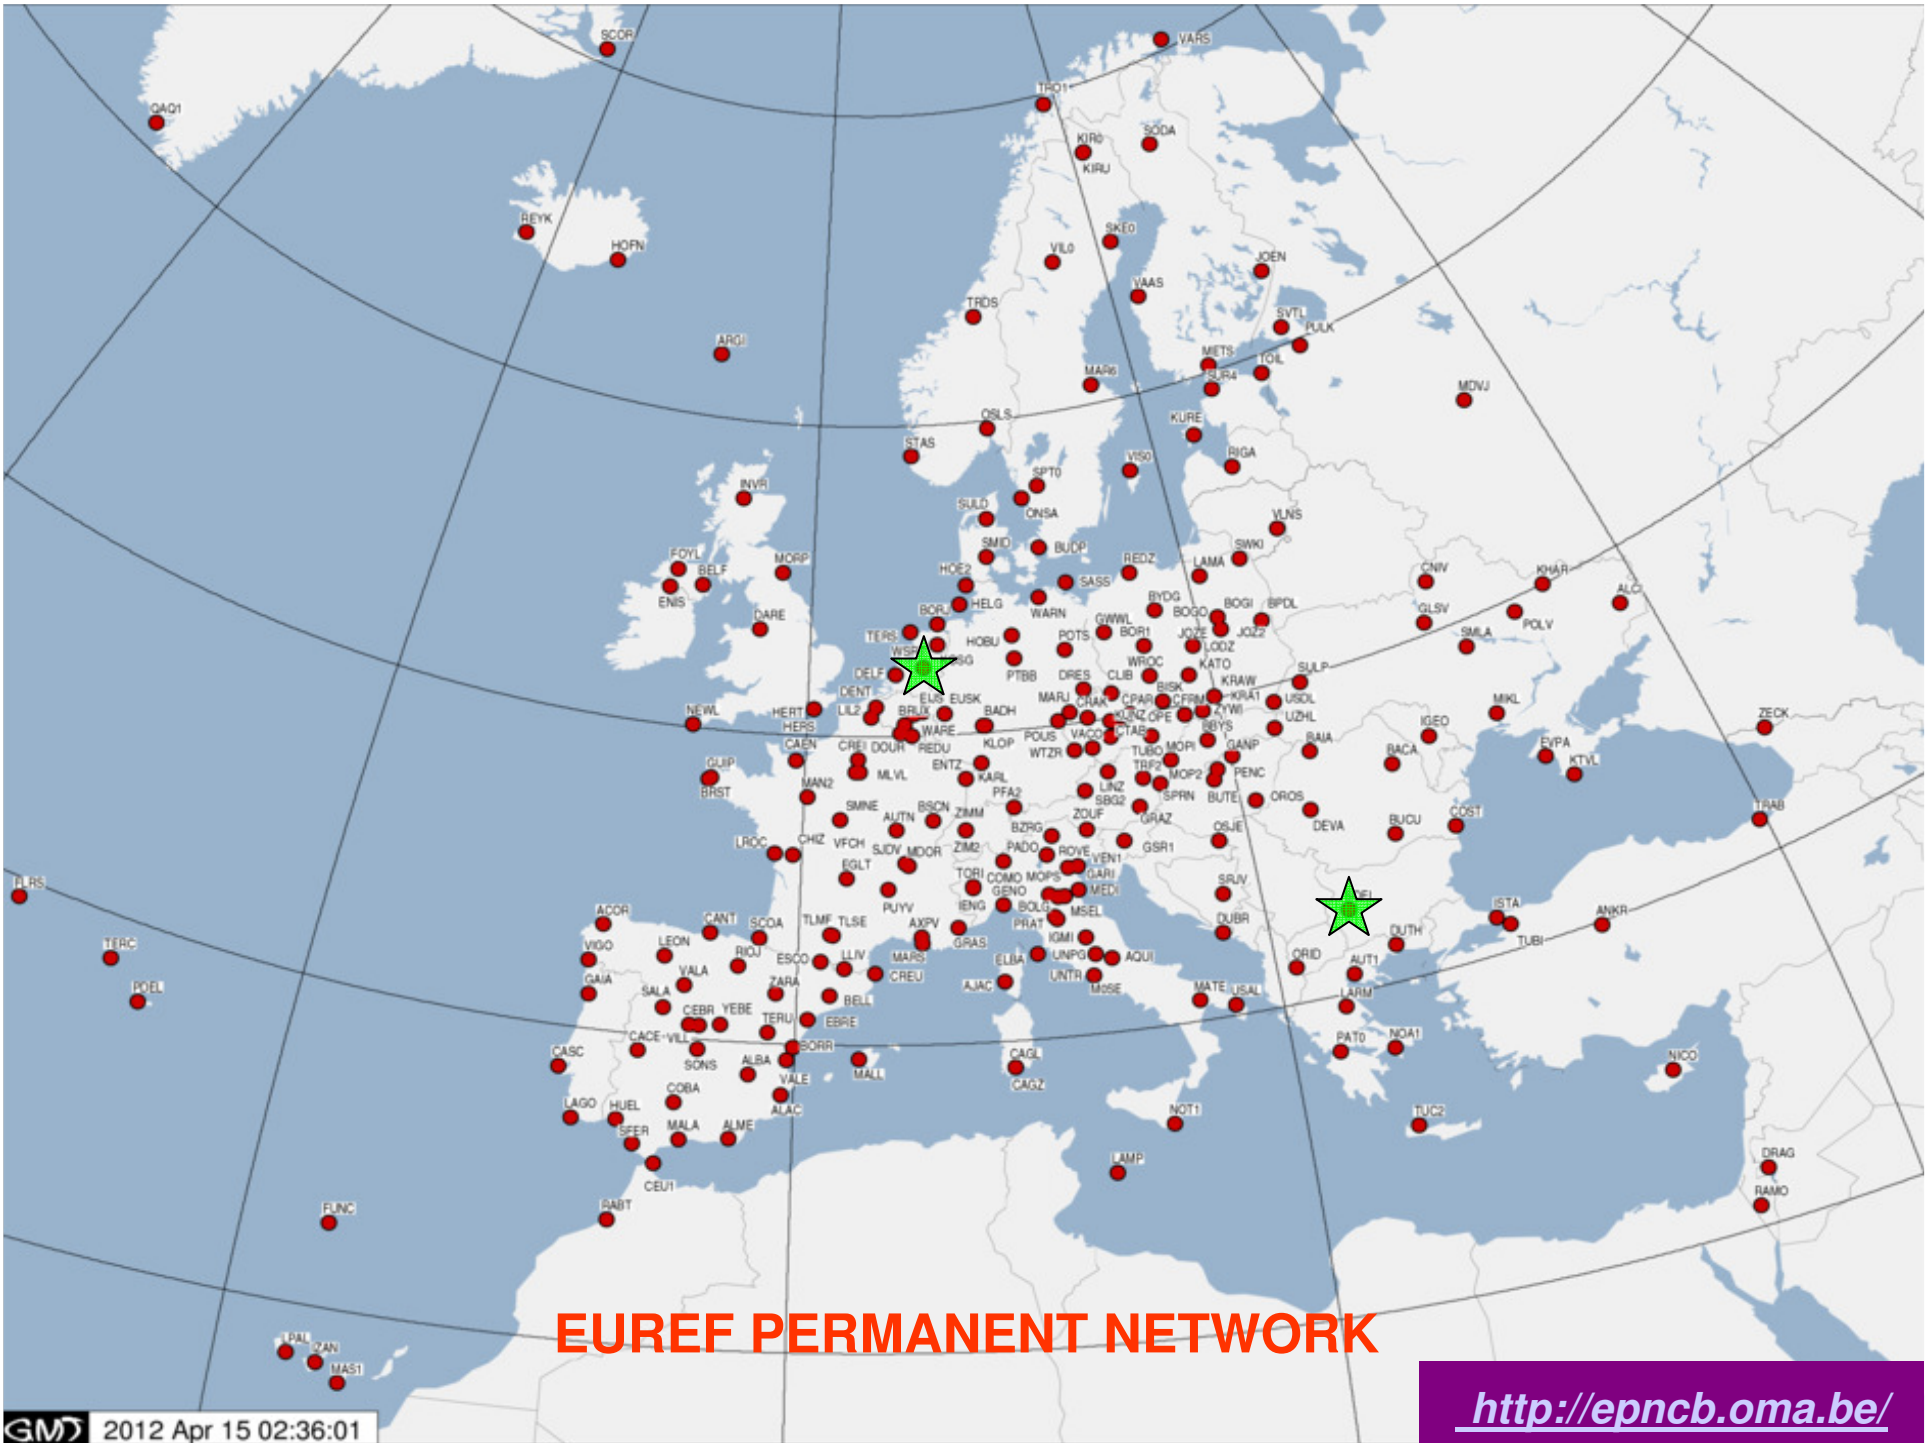 SCOR
VARS
QAQ1
TRO1
KIR0
KIRU
SODA
REYK
HOFN
SKE0
VIL0
JOEN
VAAS
TRDS
SVTL
PULK
ARGI
METS
TOIL
SUR4
MAR6
MDVJ
OSLS
KURE
STAS
RIGA
VIS0
SPT0
INVR
ONSA
SULD
VLNS
SMID
BUDP
SWKI
FOYL
BELF
MORP
REDZ
LAMA
CNIV
KHAR
HOE2
SASS
ENIS
HELG
WARN
ALCI
DARE
BORJ
BYDG
BOGO
BOGI
BPDL
GLSV
POLV
TERS
HOBU
POTS
GWWL
BOR1
JOZE
JOZ2
SMLA
LODZ
DELF
PTBB
DRES
CLIB
WROC
KATO
SULP
DENT
EIJS
EUSK
MARJ
CPAR
BISK
KRAW
KRA1
USDL
MIKL
NEWL
HERT
HERS
LIL2
BRUX
BADH
CRAK
CFRM
ZYWI
UZHL
IGEO
ZECK
WARE
KLOP
POUS
VACO
CTAB
BBYS
CAEN
CREI
DOUR
REDU
WTZR
TUBO
MOPI
GANP
BAIA
BACA
EVPA
KTVL
GUIP
BRST
MLVL
ENTZ
KARL
LINZ
TRF2
MOP2
PENC
MAN2
PFA2
SBG2
SPRN
BUTE
OROS
TRAB
SMNE
AUTN
BSCN
ZIMM
ZOUF
GRAZ
DEVA
BUCU
COST
LROC
CHIZ
VFCH
ZIM2
BZRG
OSJE
GSR1
SJDV
MDOR
PADO
ROVE
VEN1
EGLT
TORI
COMO
MOPS
GARI
FLRS
PUYV
IENG
GENO
MEDI
SRJV
ACOR
CANT
SCOA
TLMF
TLSE
AXPV
BOLG
MSEL
PRAT
DUBR
ISTA
ANKR
TERC
VIGO
LEON
RIOJ
ESCO
LLIV
MARS
GRAS
IGMI
DUTH
TUBI
ELBA
UNPG
AQUI
ORID
AUT1
PDEL
GAIA
VALA
ZARA
CREU
AJAC
UNTR
M0SE
SALA
BELL
MATE
USAL
LARM
CEBR
YEBE
TERU
EBRE
CACE
VILL
BORR
PAT0
NOA1
CASC
SONS
ALBA
VALE
MALL
CAGL
CAGZ
NICO
COBA
ALAC
LAGO
HUEL
SFER
MALA
ALME
NOT1
TUC2
CEU1
LAMP
DRAG
RAMO
FUNC
RABT
EUREF PERMANENT NETWORK
LPAL
IZAN
MAS1
http://epncb.oma.be/
GMT 2012 Apr 15 02:36:01